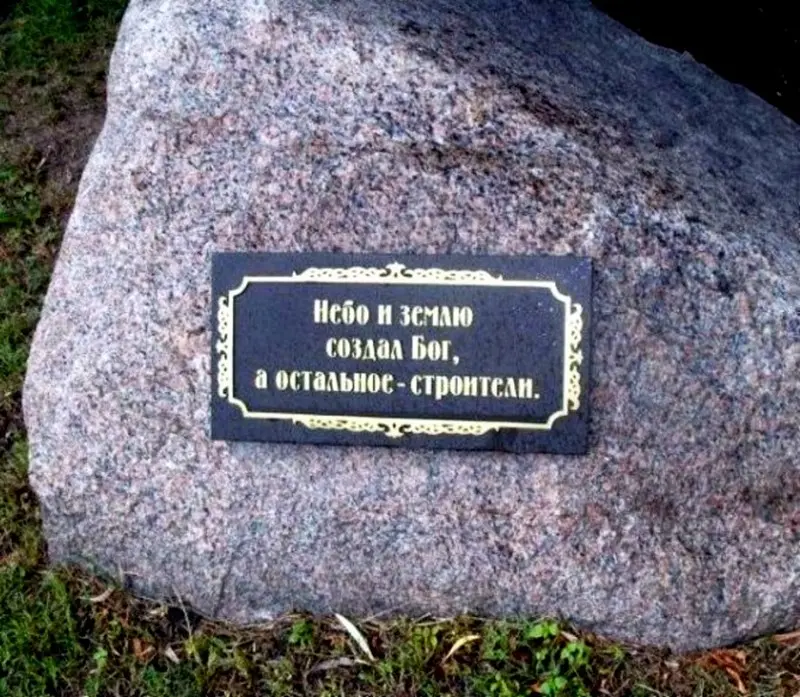 Небо и землю
создал Бог,
а остальное - строители.